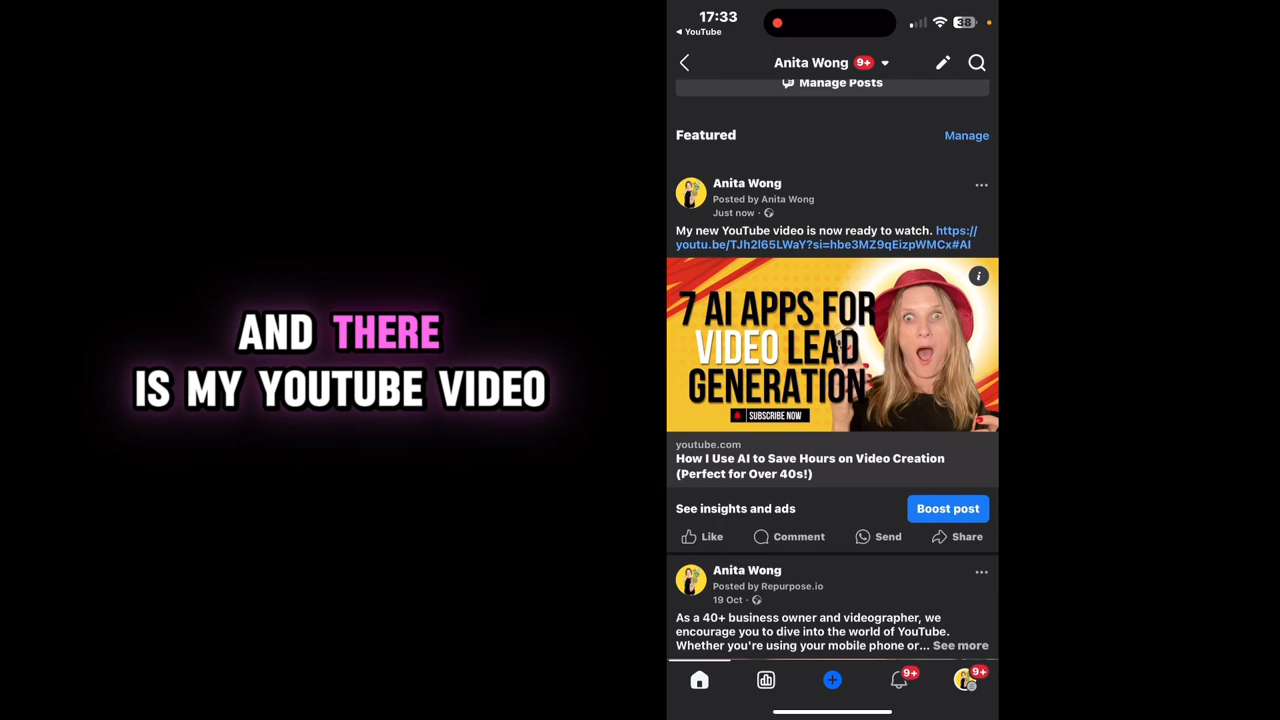 AND THERE
IS MY YOUTUBE VIDEO
17:33
38
YouTube
Anita Wong 9+
Manage Posts
Featured
Manage
Anita Wong
Posted by Anita Wong
Just now ·
My new YouTube video is now ready to watch. https://
youtu.be/TJh2l65LWaY?si=hbe3MZ9qEizpWMCx#AI
7 AI APPS FOR
VIDEO LEAD
GENERATION
SUBSCRIBE NOW
youtube.com
How I Use AI to Save Hours on Video Creation
(Perfect for Over 40s!)
See insights and ads
Boost post
Like
Comment
Send
Share
Anita Wong
Posted by Repurpose.io
19 Oct ·
As a 40+ business owner and videographer, we
encourage you to dive into the world of YouTube.
Whether you're using your mobile phone or... See more
9+
9+